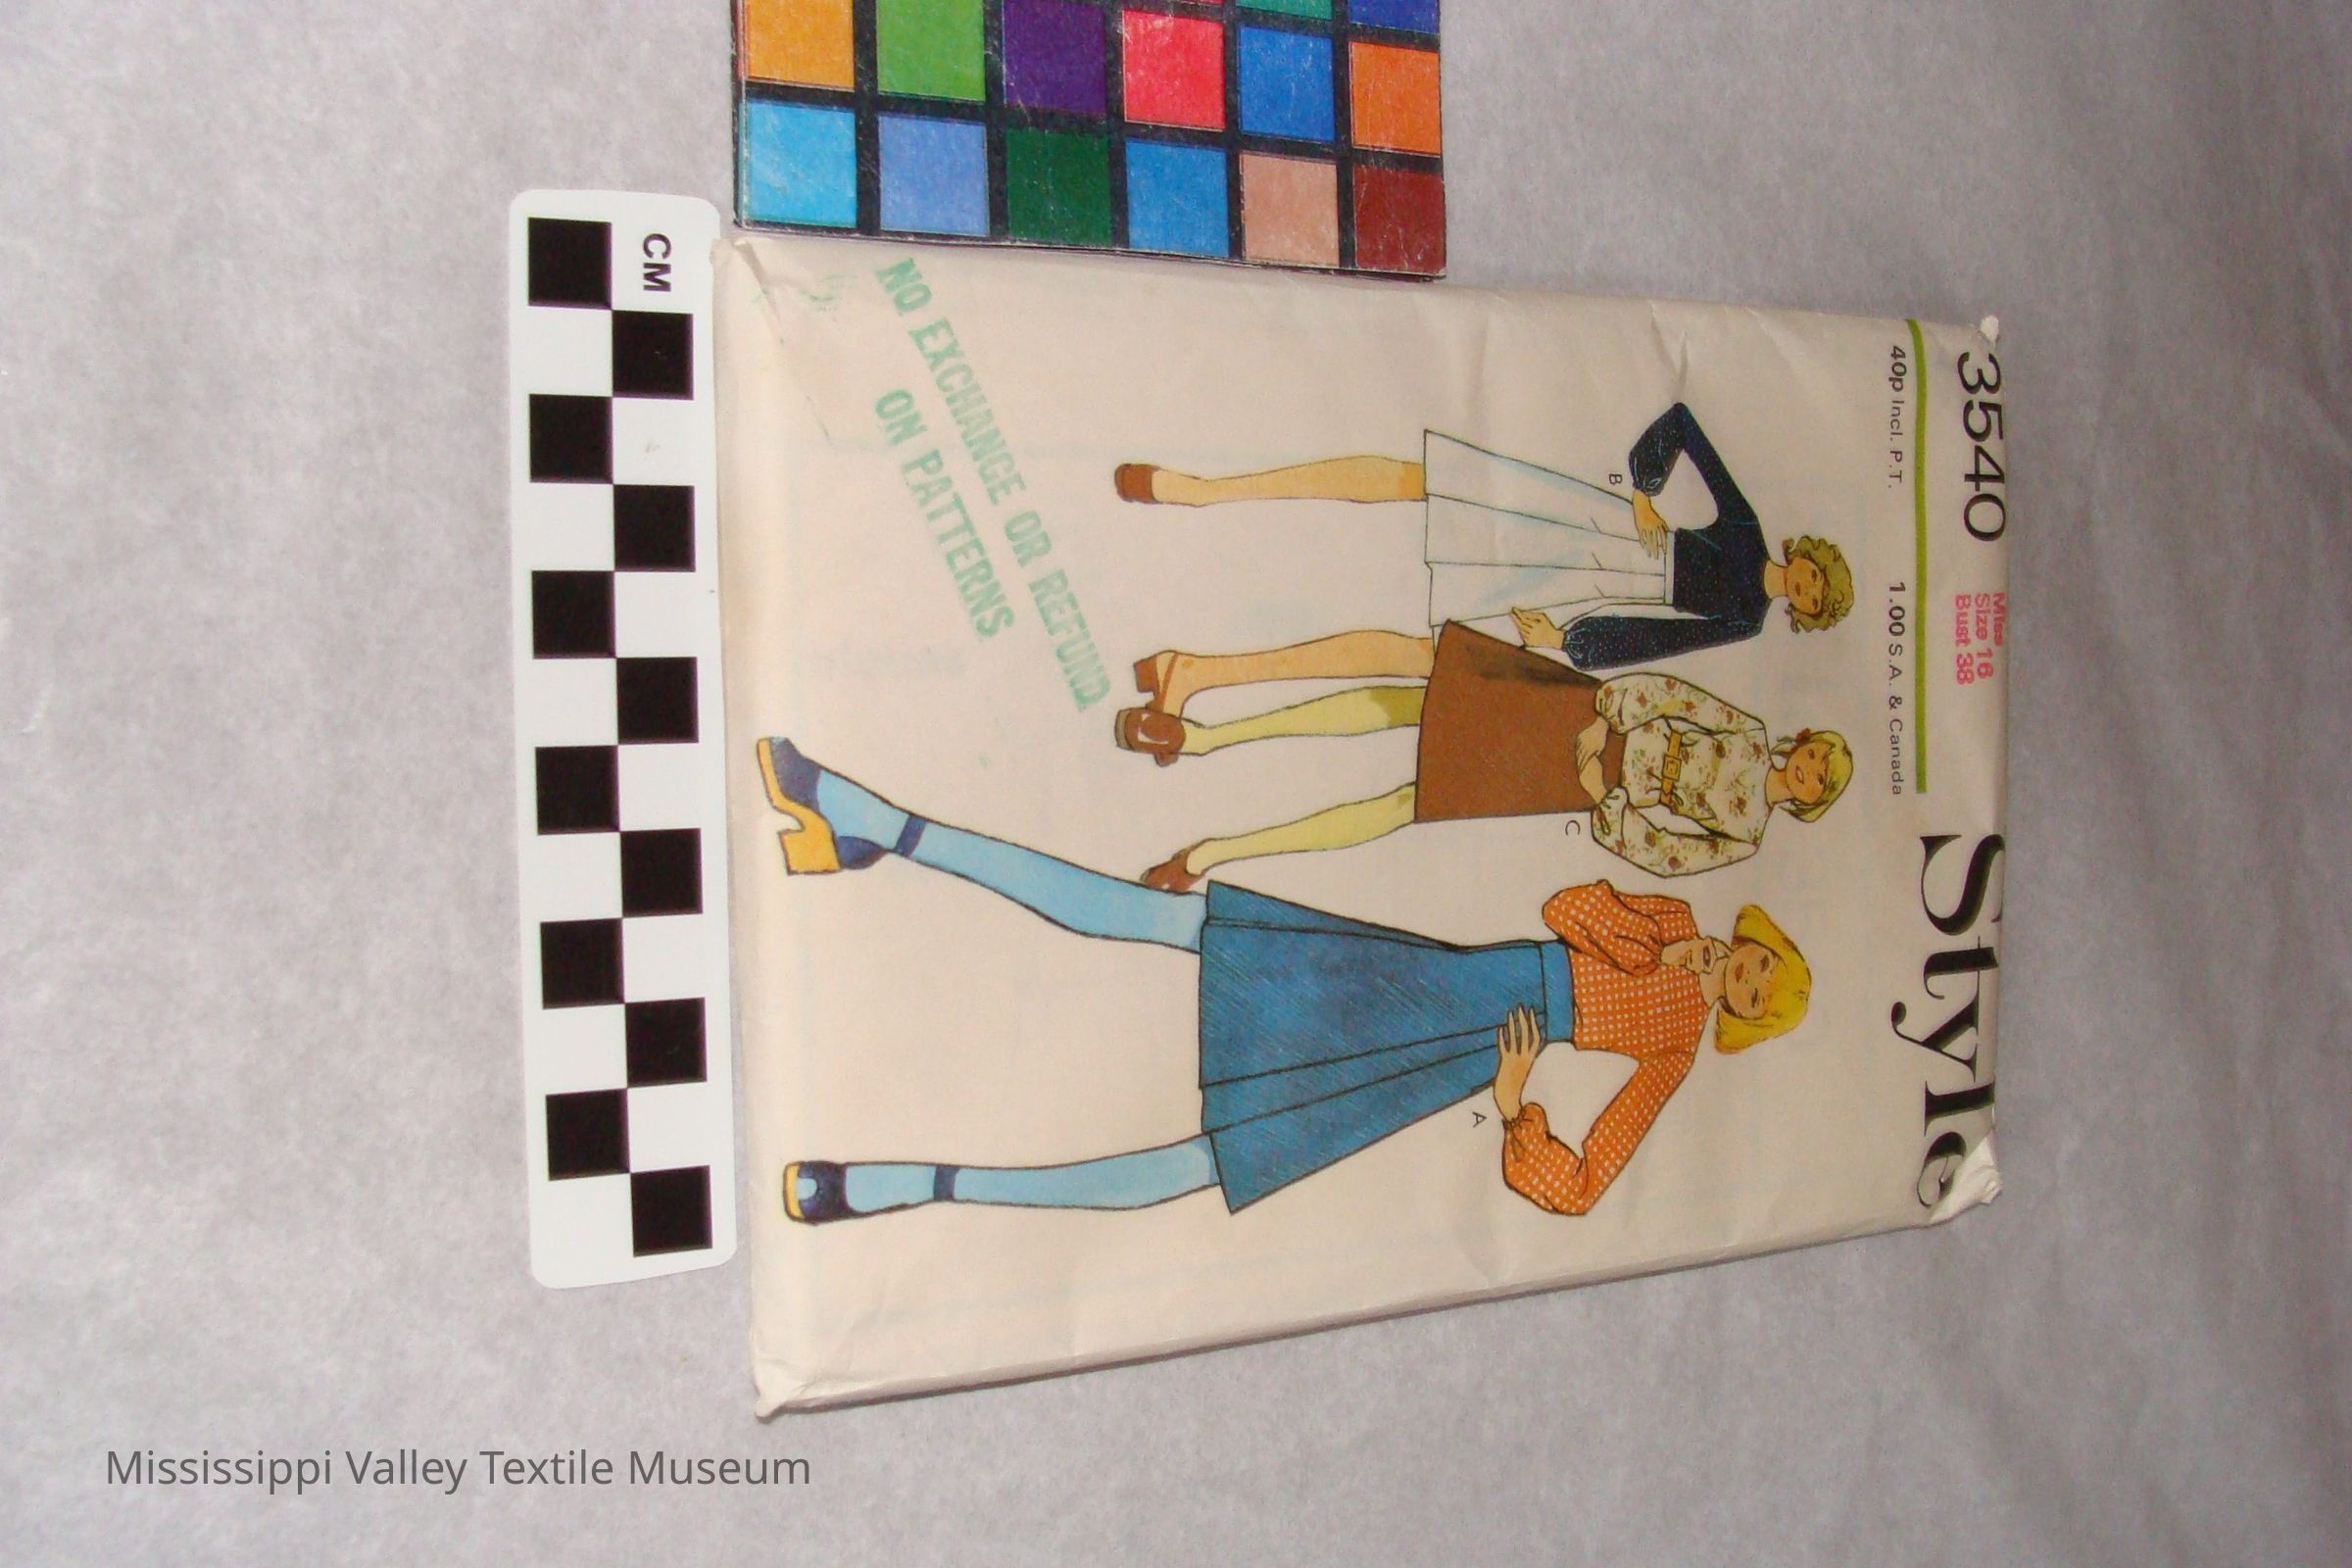 3540
Style
Miss
Size 16
Bust 38
40p Incl. P.T.
1.00 S.A. & Canada
B
C
A
NO EXCHANGE OR REFUND
ON PATTERNS
CM
Mississippi Valley Textile Museum